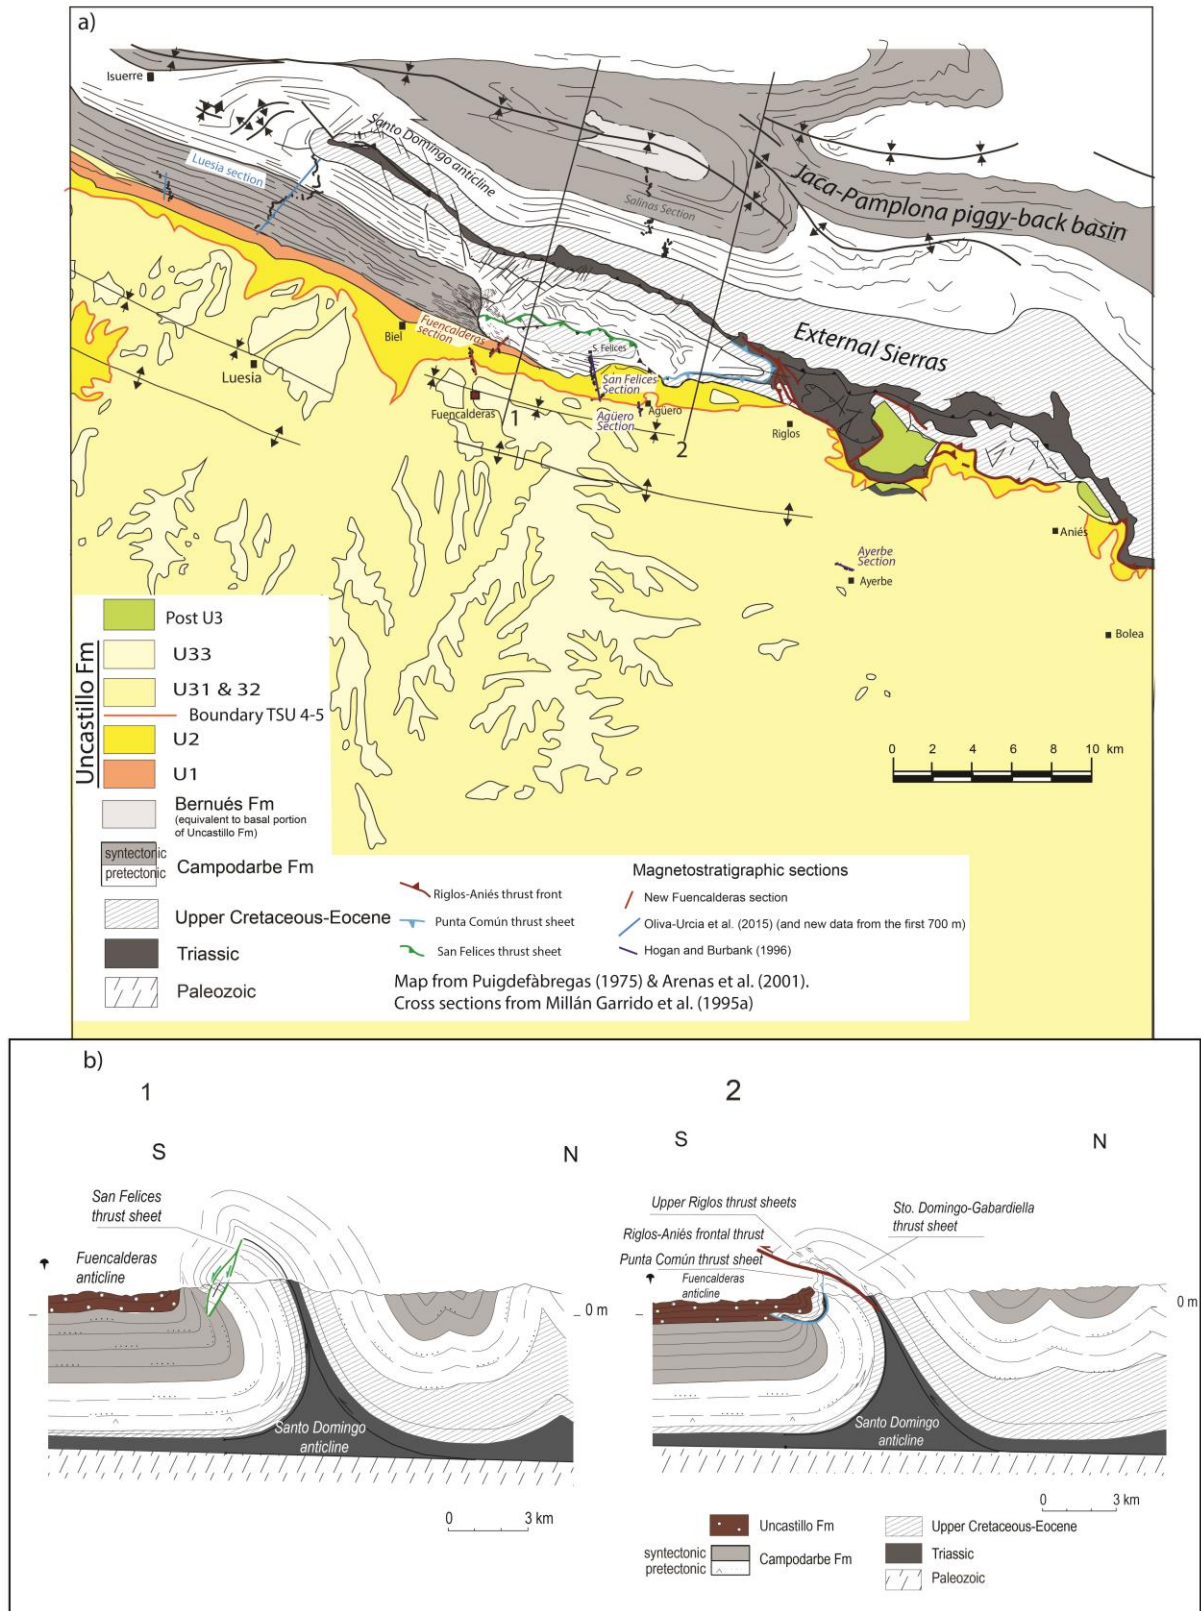 a)
Isuerre
Santo Domingo anticline
Luesia section
Salinas Section
Jaca-Pamplona piggy-back basin
External Sierras
Biel
Fuencalderas
section
S. Felices
Luesia
San Felices
Section
Fuencalderas
1
Agüero
Agüero
Section
2
Riglos
Aniés
Ayerbe
Section
Ayerbe
Bolea
Uncastillo Fm
Post U3
U33
U31 & 32
Boundary TSU 4-5
U2
U1
Bernués Fm
(equivalent to basal portion
of Uncastillo Fm)
syntectonic
pretectonic
Campodarbe Fm
Upper Cretaceous-Eocene
Triassic
Paleozoic
0 2 4 6 8 10 km
Riglos-Aniés thrust front
Punta Común thrust sheet
San Felices thrust sheet
Magnetostratigraphic sections
New Fuencalderas section
Oliva-Urcia et al. (2015) (and new data from the first 700 m)
Hogan and Burbank (1996)
Map from Puigdefàbregas (1975) & Arenas et al. (2001).
Cross sections from Millán Garrido et al. (1995a)
b)
1
S
N
San Felices
thrust sheet
Fuencalderas
anticline
0 m
Santo Domingo
anticline
0 3 km
2
S
N
Upper Riglos thrust sheets
Sto. Domingo-Gabardiella
thrust sheet
Riglos-Aniés frontal thrust
Punta Común thrust sheet
Fuencalderas
anticline
0 m
Santo Domingo
anticline
0 3 km
Uncastillo Fm
syntectonic
pretectonic
Campodarbe Fm
Upper Cretaceous-Eocene
Triassic
Paleozoic